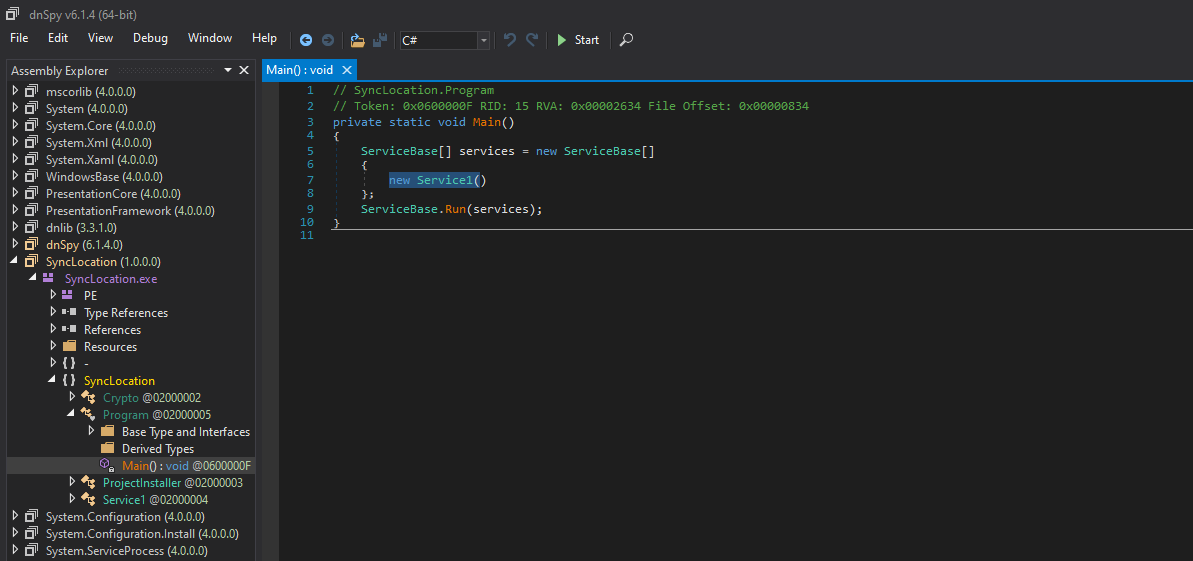 dnSpy v6.1.4 (64-bit)
File Edit View Debug Window Help C# Start
Assembly Explorer
mscorlib (4.0.0.0)
System (4.0.0.0)
System.Core (4.0.0.0)
System.Xml (4.0.0.0)
System.Xaml (4.0.0.0)
WindowsBase (4.0.0.0)
PresentationCore (4.0.0.0)
PresentationFramework (4.0.0.0)
dnlib (3.3.1.0)
dnSpy (6.1.4.0)
SyncLocation (1.0.0.0)
SyncLocation.exe
PE
Type References
References
Resources
{ } -
{ } SyncLocation
Crypto @02000002
Program @02000005
Base Type and Interfaces
Derived Types
Main() : void @0600000F
ProjectInstaller @02000003
Service1 @02000004
System.Configuration (4.0.0.0)
System.Configuration.Install (4.0.0.0)
System.ServiceProcess (4.0.0.0)
Main() : void
1 // SyncLocation.Program
2 // Token: 0x0600000F RID: 15 RVA: 0x00002634 File Offset: 0x00000834
3 private static void Main()
4 {
5 ServiceBase[] services = new ServiceBase[]
6 {
7 new Service1()
8 };
9 ServiceBase.Run(services);
10 }
11